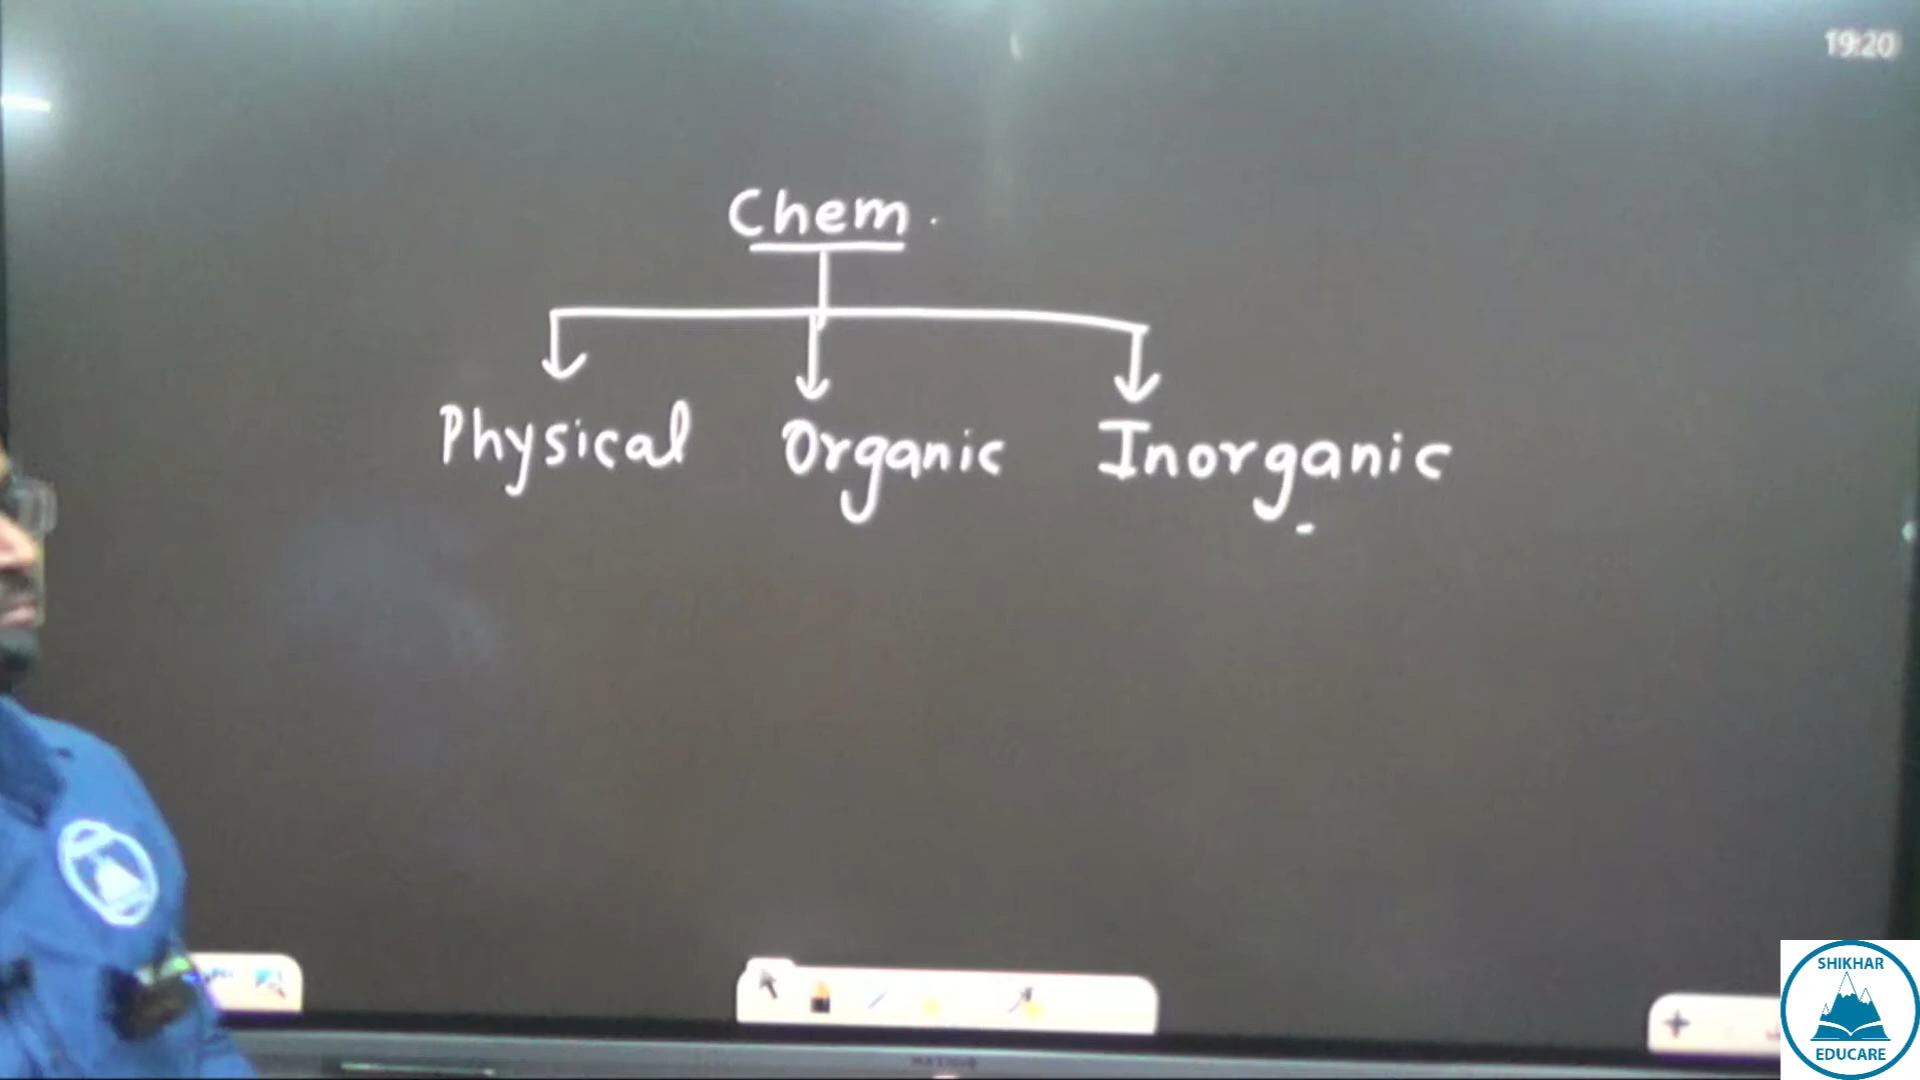 19:20
Chem.
Physical Organic Inorganic
SHIKHAR
EDUCARE